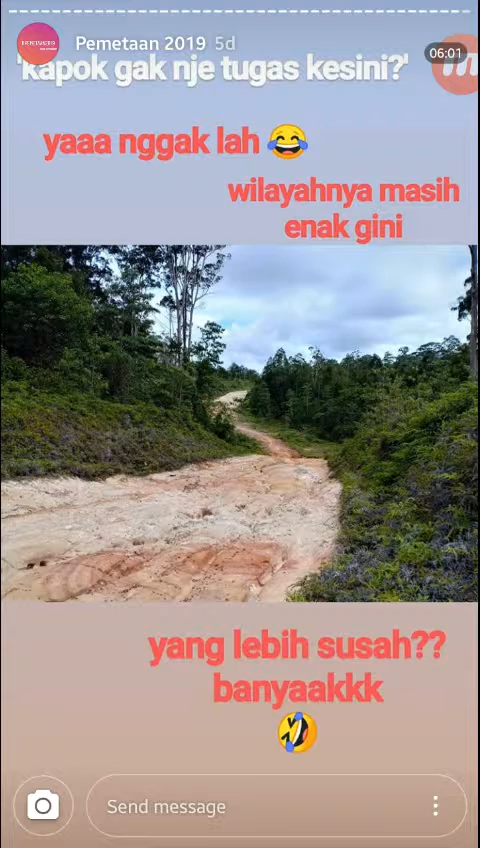 Pemetaan 2019 5d
06:01
'kapok gak nje tugas kesini?'
yaaa nggak lah 😂
wilayahnya masih
enak gini
yang lebih susah??
banyaakkk
🤣
Send message